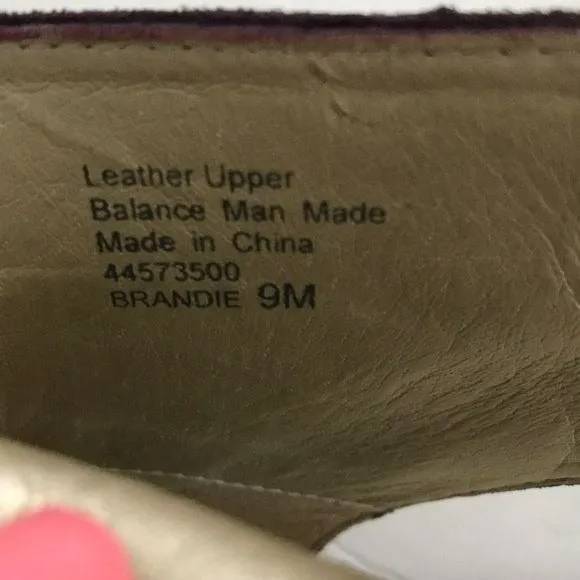 Leather Upper
Balance Man Made
Made in China
44573500
BRANDIE 9M